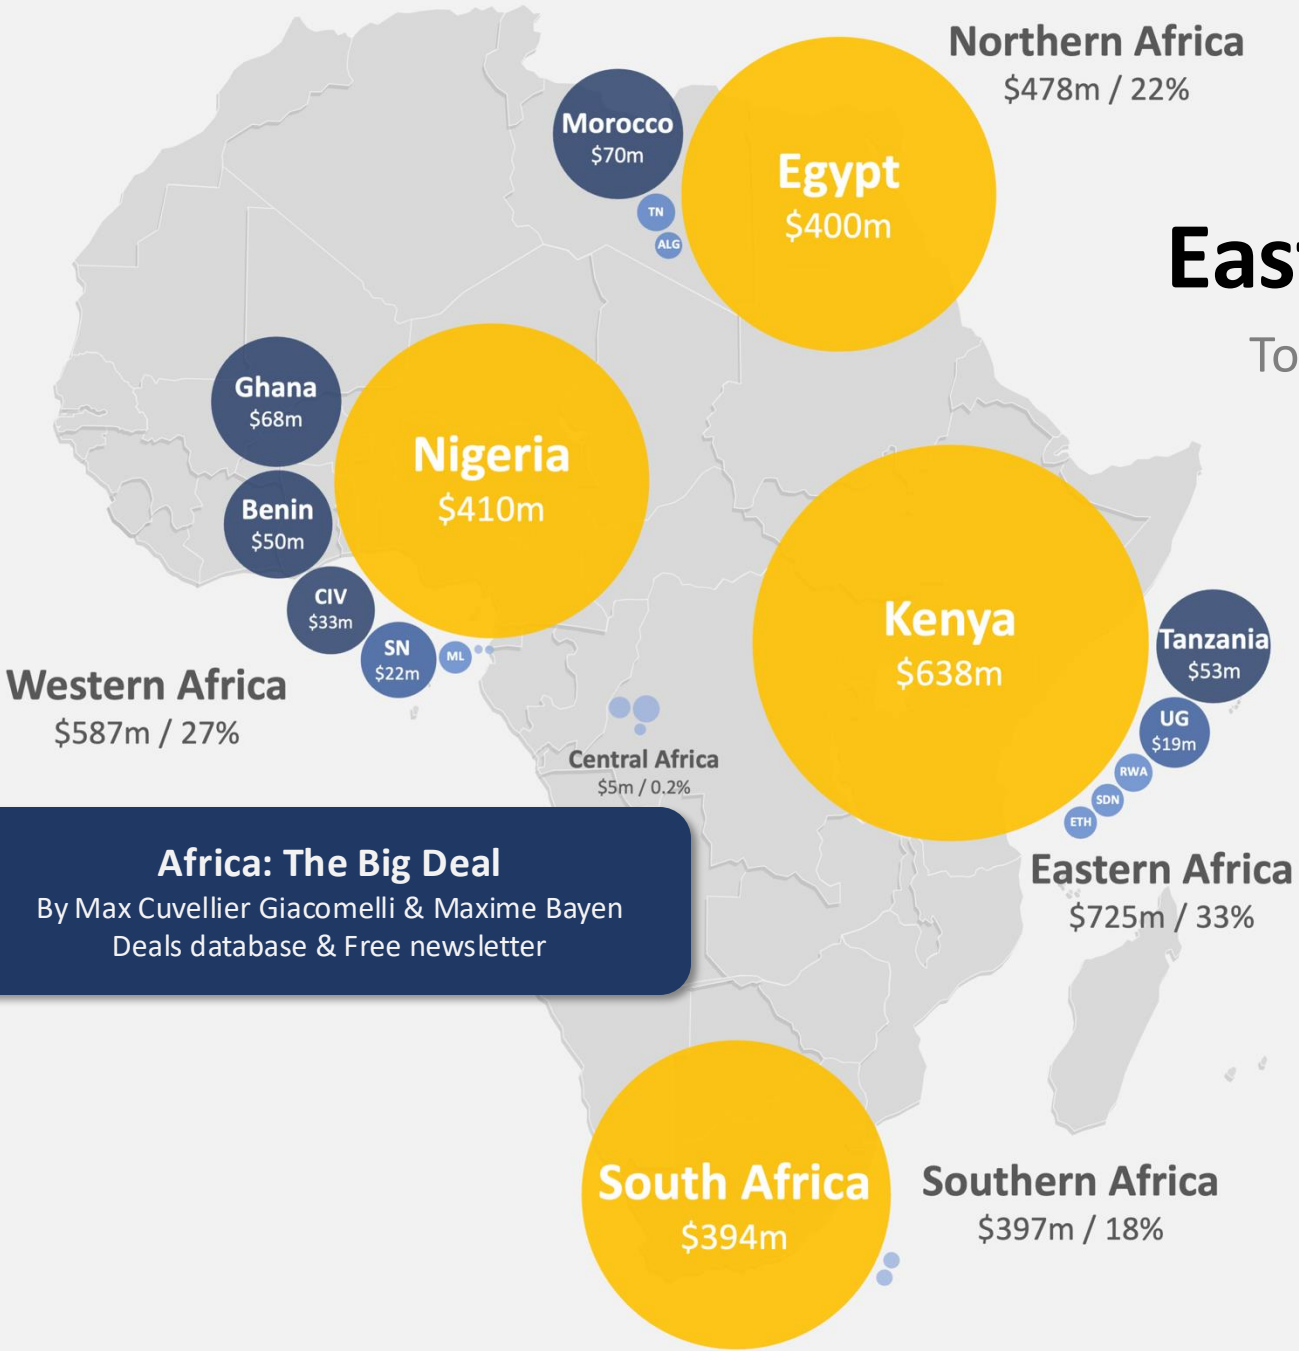 Northern Africa
$478m / 22%
Morocco
$70m
Egypt
$400m
TN
ALG
Eas
To
Ghana
$68m
Nigeria
$410m
Benin
$50m
CIV
$33m
SN
$22m
ML
Western Africa
$587m / 27%
Kenya
$638m
Tanzania
$53m
UG
$19m
RWA
SDN
ETH
Central Africa
$5m / 0.2%
Eastern Africa
$725m / 33%
Africa: The Big Deal
By Max Cuvellier Giacomelli & Maxime Bayen
Deals database & Free newsletter
South Africa
$394m
Southern Africa
$397m / 18%